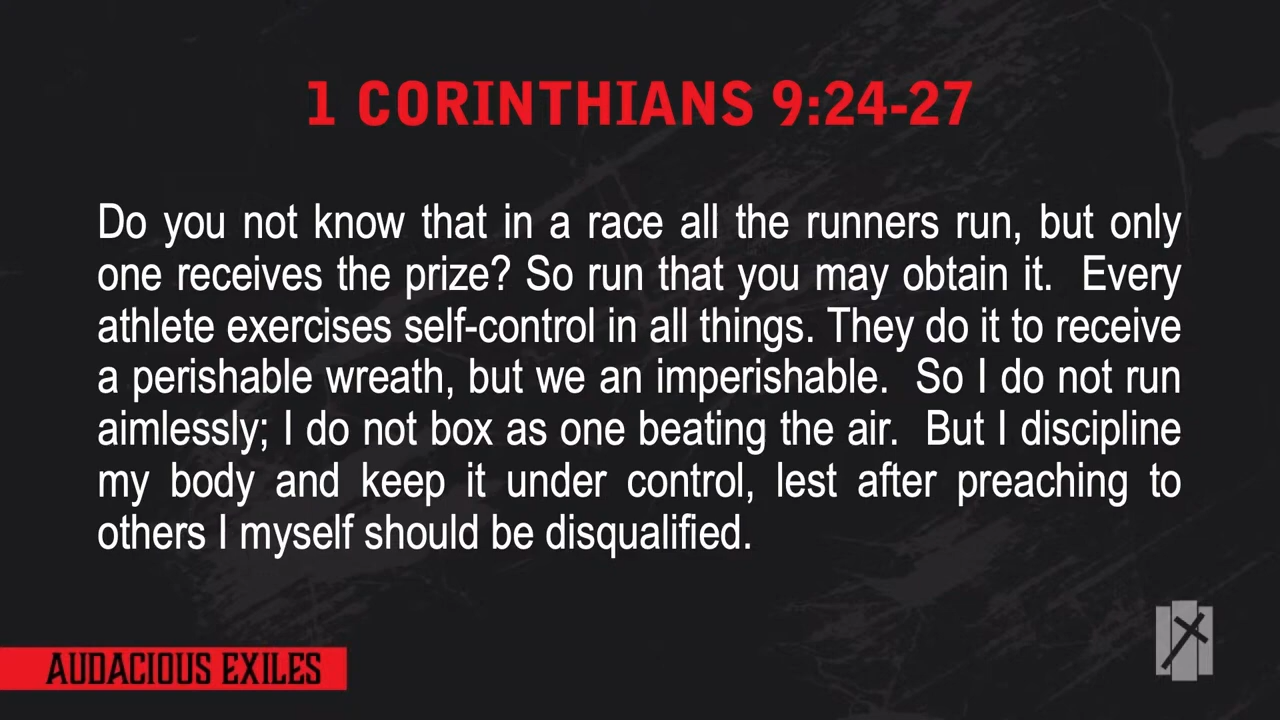 1 CORINTHIANS 9:24-27
Do you not know that in a race all the runners run, but only
one receives the prize? So run that you may obtain it.  Every
athlete exercises self-control in all things. They do it to receive
a perishable wreath, but we an imperishable.  So I do not run
aimlessly; I do not box as one beating the air.  But I discipline
my body and keep it under control, lest after preaching to
others I myself should be disqualified.
AUDACIOUS EXILES